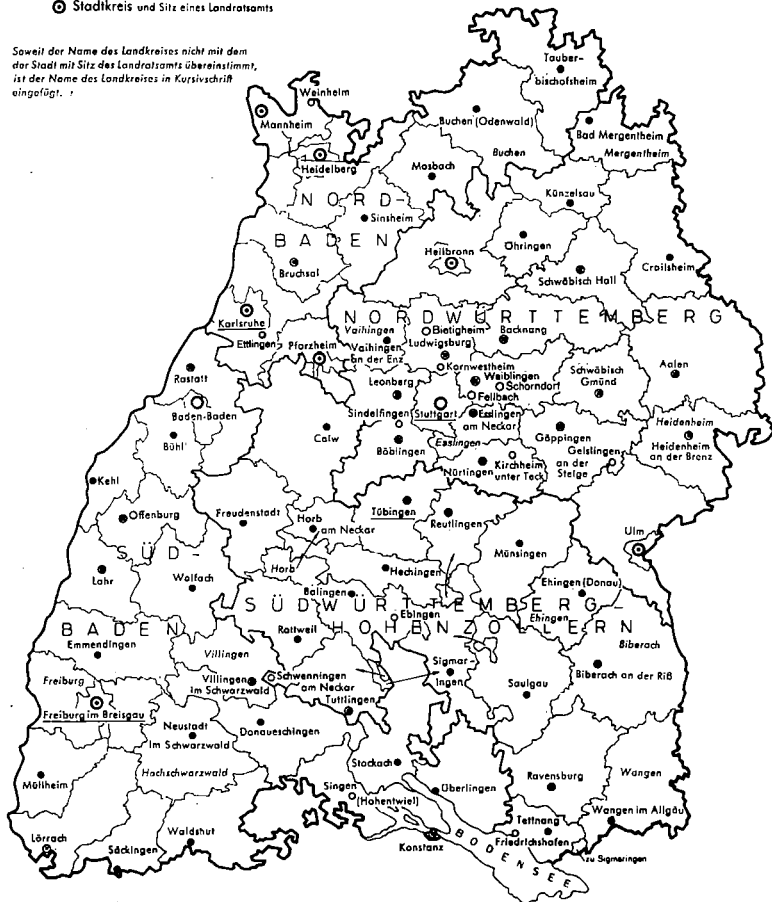 Stadtkreis und Sitz eines Landratsamts
Soweit der Name des Landkreises nicht mit dem
der Stadt mit Sitz des Landratsamts übereinstimmt,
ist der Name des Landkreises in Kursivschrift
eingefügt.
Tauber-
bischofsheim
Weinheim
Mannheim
Buchen (Odenwald)
Bad Mergentheim
Buchen
Mergentheim
Heidelberg
Mosbach
NORD-
Künzelsau
Sinsheim
BADEN
Öhringen
Heilbronn
Bruchsal
Crailsheim
Schwäbisch Hall
NORDWÜRTTEMBERG
Karlsruhe
Vaihingen
Bietigheim
Ettlingen
Pforzheim
Vaihingen
an der Enz
Ludwigsburg
Backnang
Kornwestheim
Rastatt
Leonberg
Waiblingen
Schorndorf
Schwäbisch
Gmünd
Aalen
Fellbach
Baden-Baden
Sindelfingen
Stuttgart
Esslingen
am Neckar
Heidenheim
Bühl
Calw
Esslingen
Göppingen
Heidenheim
an der Brenz
Böblingen
Geislingen
an der
Steige
Nürtingen
Kirchheim
unter Teck
Kehl
Offenburg
Freudenstadt
Horb
am Neckar
Tübingen
Reutlingen
Ulm
SÜD-
Münsingen
Lahr
Horb
Hechingen
Wolfach
Balingen
Ehingen (Donau)
SÜDWÜRTTEMBERG-
Ebingen
Ehingen
BADEN
HOHENZOLLERN
Emmendingen
Rottweil
Villingen
Biberach
Freiburg
Villingen
im Schwarzwald
Schwenningen
am Neckar
Sigmar-
ingen
Biberach an der Riß
Saulgau
Freiburg im Breisgau
Tuttlingen
Neustadt
im Schwarzwald
Donaueschingen
Stockach
Müllheim
Hochschwarzwald
Ravensburg
Wangen
Singen
(Hohentwiel)
Überlingen
Wangen im Allgäu
Lörrach
Waldshut
Tettnang
Säckingen
Konstanz
Friedrichshafen
BODENSEE
zu Sigmaringen